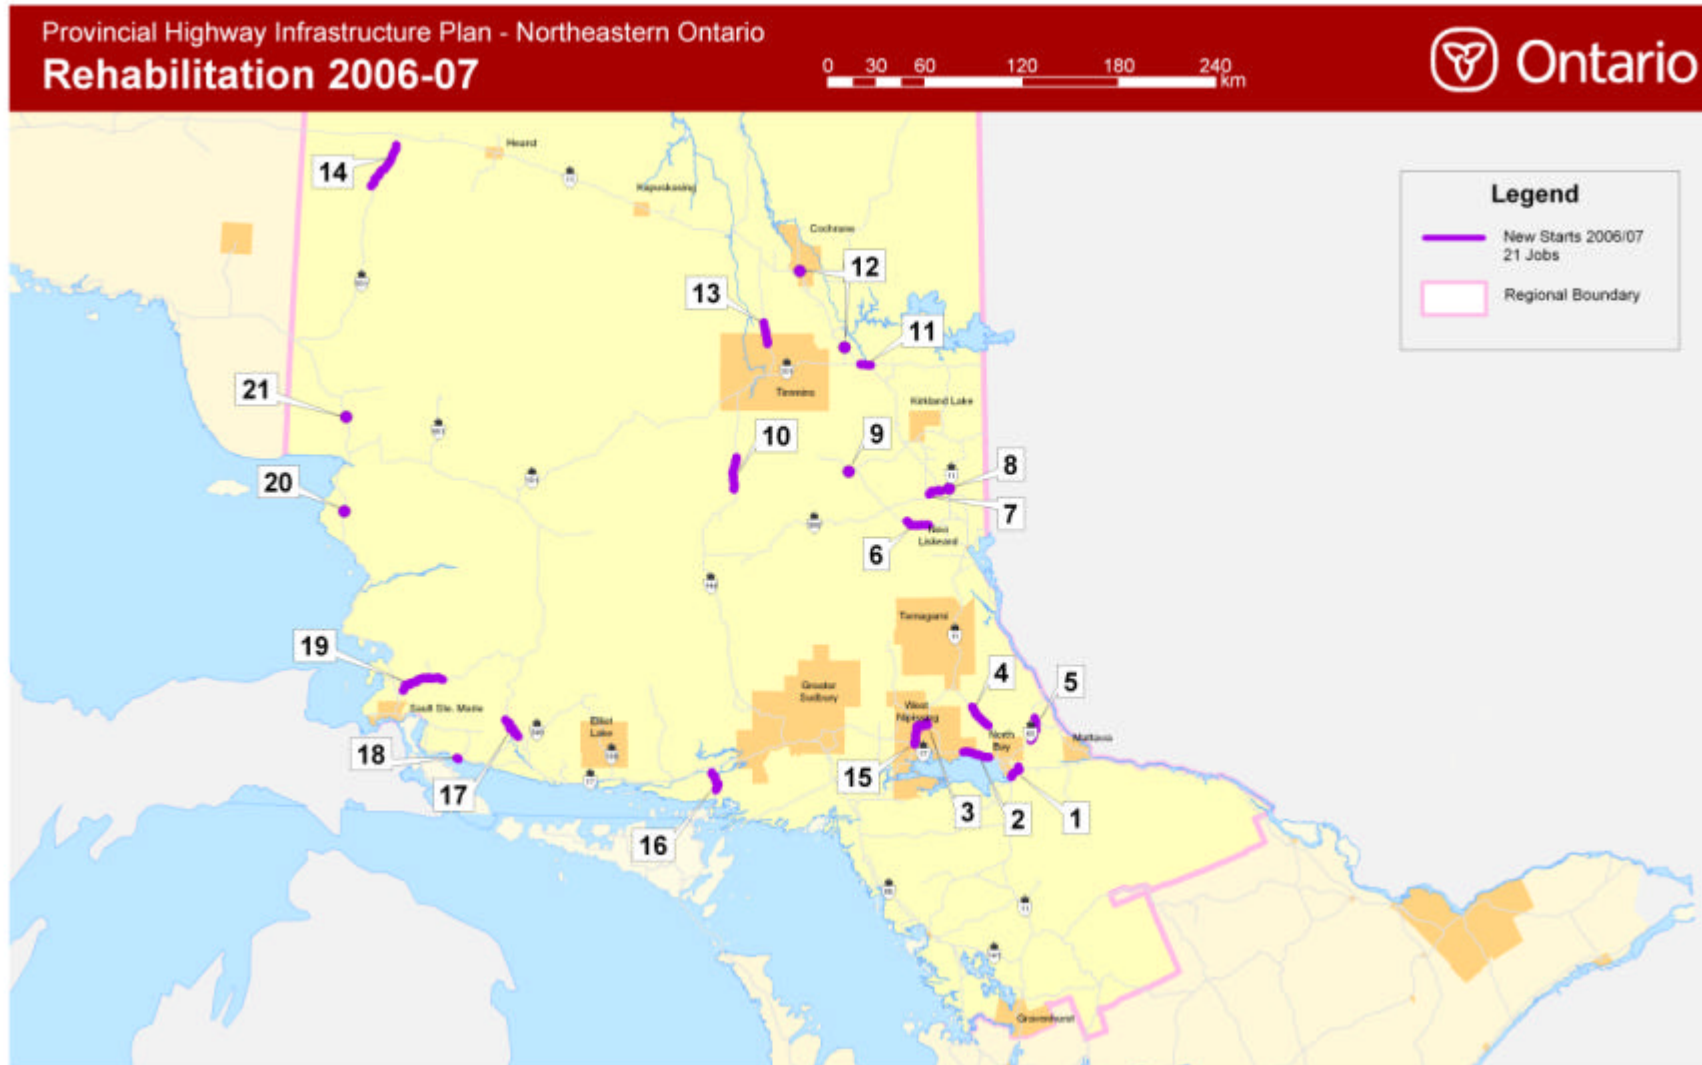 Provincial Highway Infrastructure Plan - Northeastern Ontario
Rehabilitation 2006-07
0 30 60 120 180 240
km
Ontario
Legend
New Starts 2006/07
21 Jobs
Regional Boundary
14
Hearst
Kapuskasing
Cochrane
12
13
11
Timmins
21
Kirkland Lake
10
9
8
20
7
New
Liskeard
6
Temagami
19
4
5
Greater
Sudbury
West
Nipissing
Sault Ste. Marie
Elliot
Lake
North
Bay
Mattawa
18
17
15
3
2
1
16
Gravenhurst